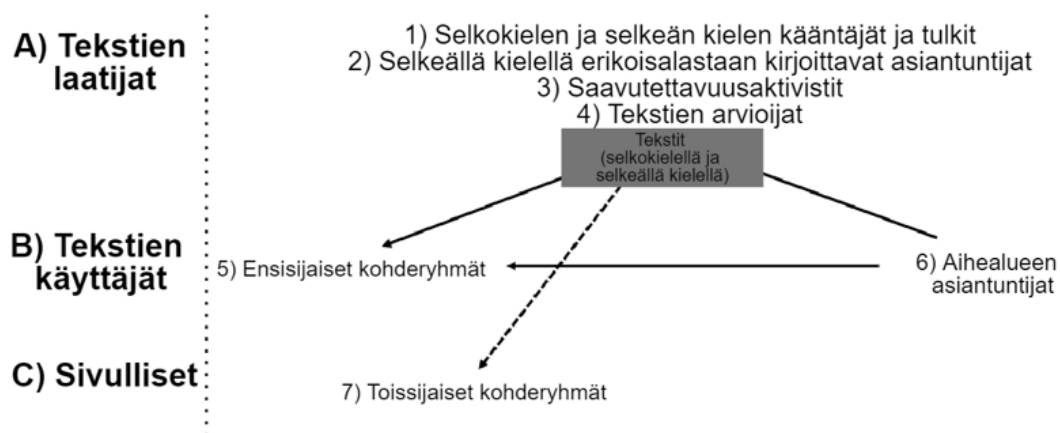 A) Tekstien
laatijat
1) Selkokielen ja selkeän kielen kääntäjät ja tulkit
2) Selkeällä kielellä erikoisalastaan kirjoittavat asiantuntijat
3) Saavutettavuusaktivistit
4) Tekstien arvioijat
Tekstit
(selkokielellä ja
selkeällä kielellä)
B) Tekstien
käyttäjät
5) Ensisijaiset kohderyhmät
6) Aihealueen
asiantuntijat
C) Sivulliset
7) Toissijaiset kohderyhmät